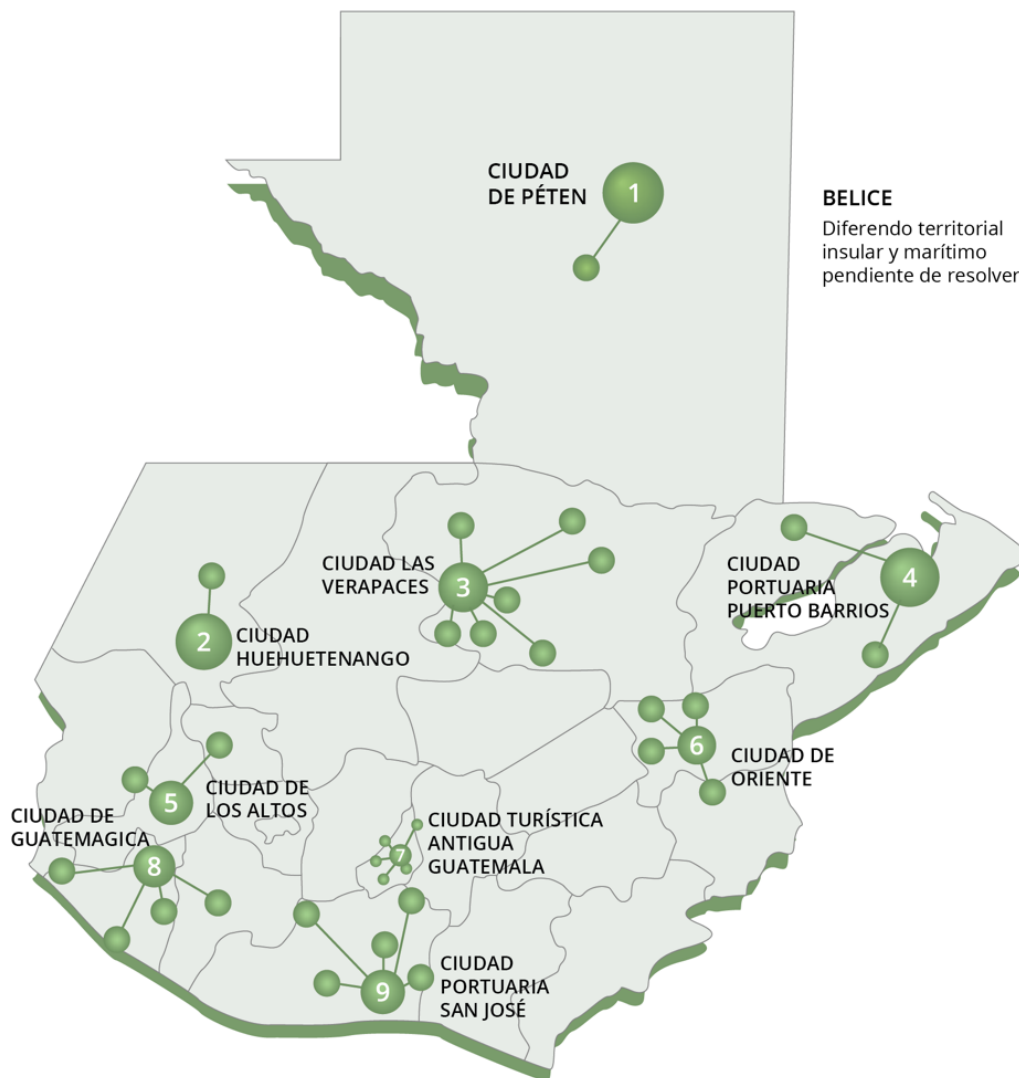 CIUDAD
DE PÉTEN
1
BELICE
Diferendo territorial
insular y marítimo
pendiente de resolver
CIUDAD LAS
VERAPACES
3
CIUDAD
PORTUARIA
PUERTO BARRIOS
4
2
CIUDAD
HUEHUETENANGO
6
CIUDAD DE
ORIENTE
5
CIUDAD DE
LOS ALTOS
CIUDAD DE
GUATEMAGICA
8
7
CIUDAD TURÍSTICA
ANTIGUA
GUATEMALA
9
CIUDAD
PORTUARIA
SAN JOSÉ